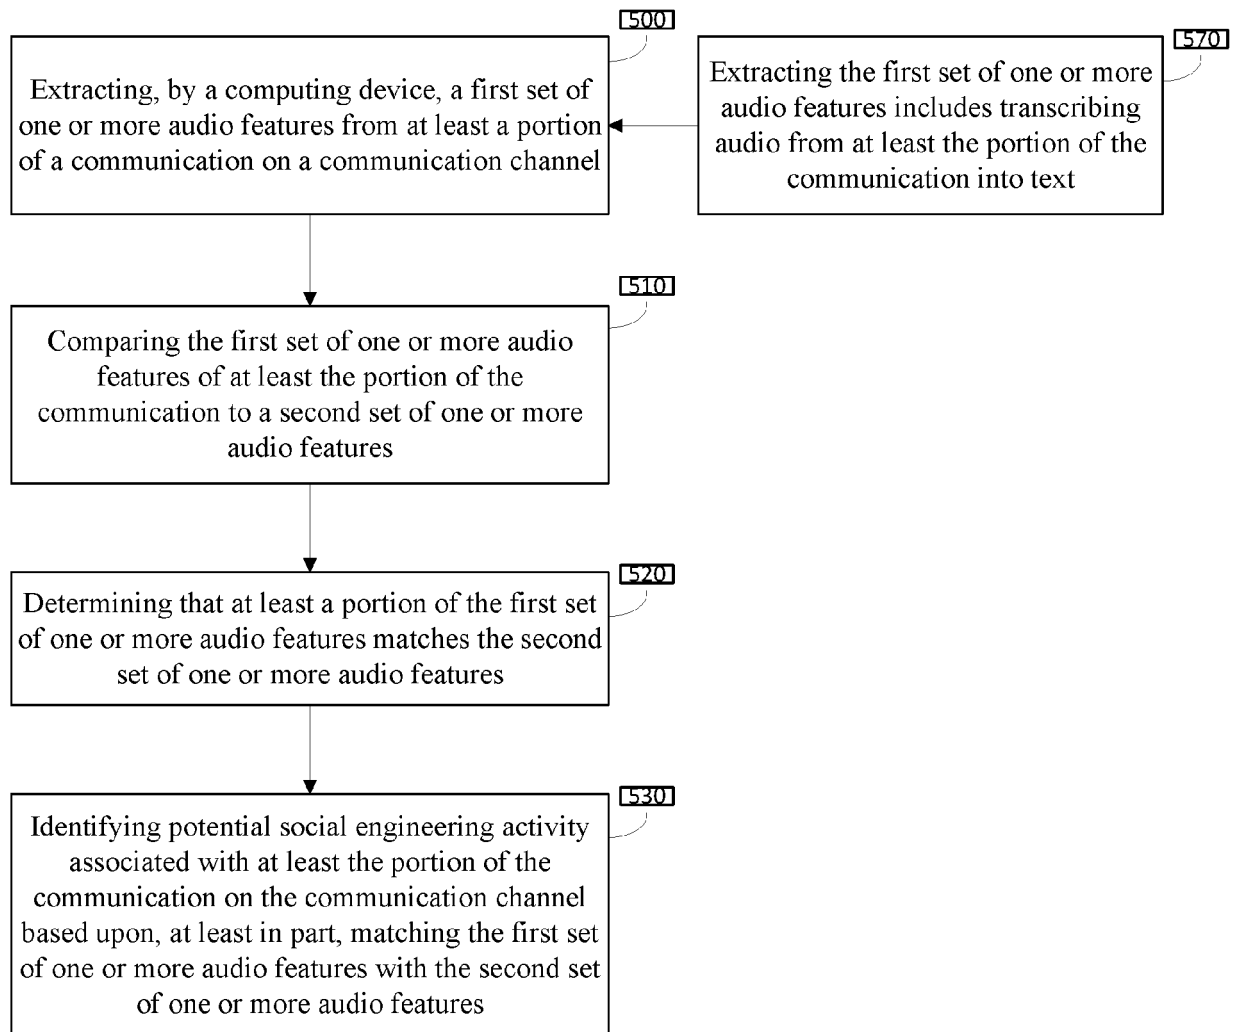 500
Extracting, by a computing device, a first set of
one or more audio features from at least a portion
of a communication on a communication channel
570
Extracting the first set of one or more
audio features includes transcribing
audio from at least the portion of the
communication into text
510
Comparing the first set of one or more audio
features of at least the portion of the
communication to a second set of one or more
audio features
520
Determining that at least a portion of the first set
of one or more audio features matches the second
set of one or more audio features
530
Identifying potential social engineering activity
associated with at least the portion of the
communication on the communication channel
based upon, at least in part, matching the first set
of one or more audio features with the second set
of one or more audio features